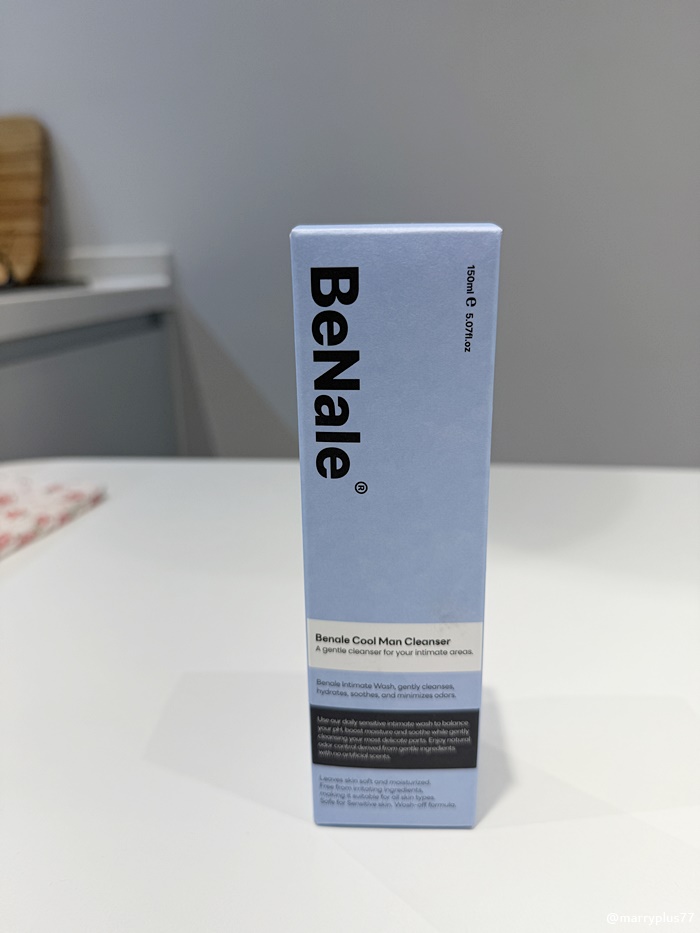 BeNale®
150ml ℮ 5.07fl.oz
Benale Cool Man Cleanser
A gentle cleanser for your intimate areas.
Benale Intimate Wash, gently cleanses,
hydrates, soothes, and minimizes odors.
Use our daily sensitive intimate wash to balance
your pH, boost moisture and soothe while gently
cleansing your most delicate parts. Enjoy natural
odor control derived from gentle ingredients
with no artificial scents.
Leaves skin soft and moisturized.
Free from irritating ingredients,
making it suitable for all skin types.
Safe for Sensitive skin. Wash-off formula.
@marryplus77